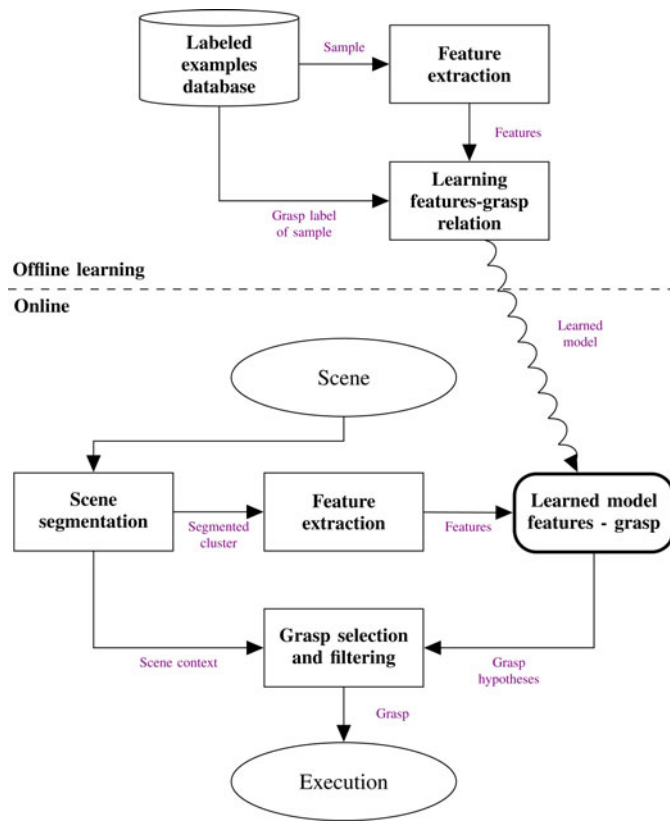 Labeled
examples
database
Sample
Feature
extraction
Features
Grasp label
of sample
Learning
features-grasp
relation
Offline learning
Online
Learned
model
Scene
Scene
segmentation
Segmented
cluster
Feature
extraction
Features
Learned model
features - grasp
Scene context
Grasp selection
and filtering
Grasp
hypotheses
Grasp
Execution